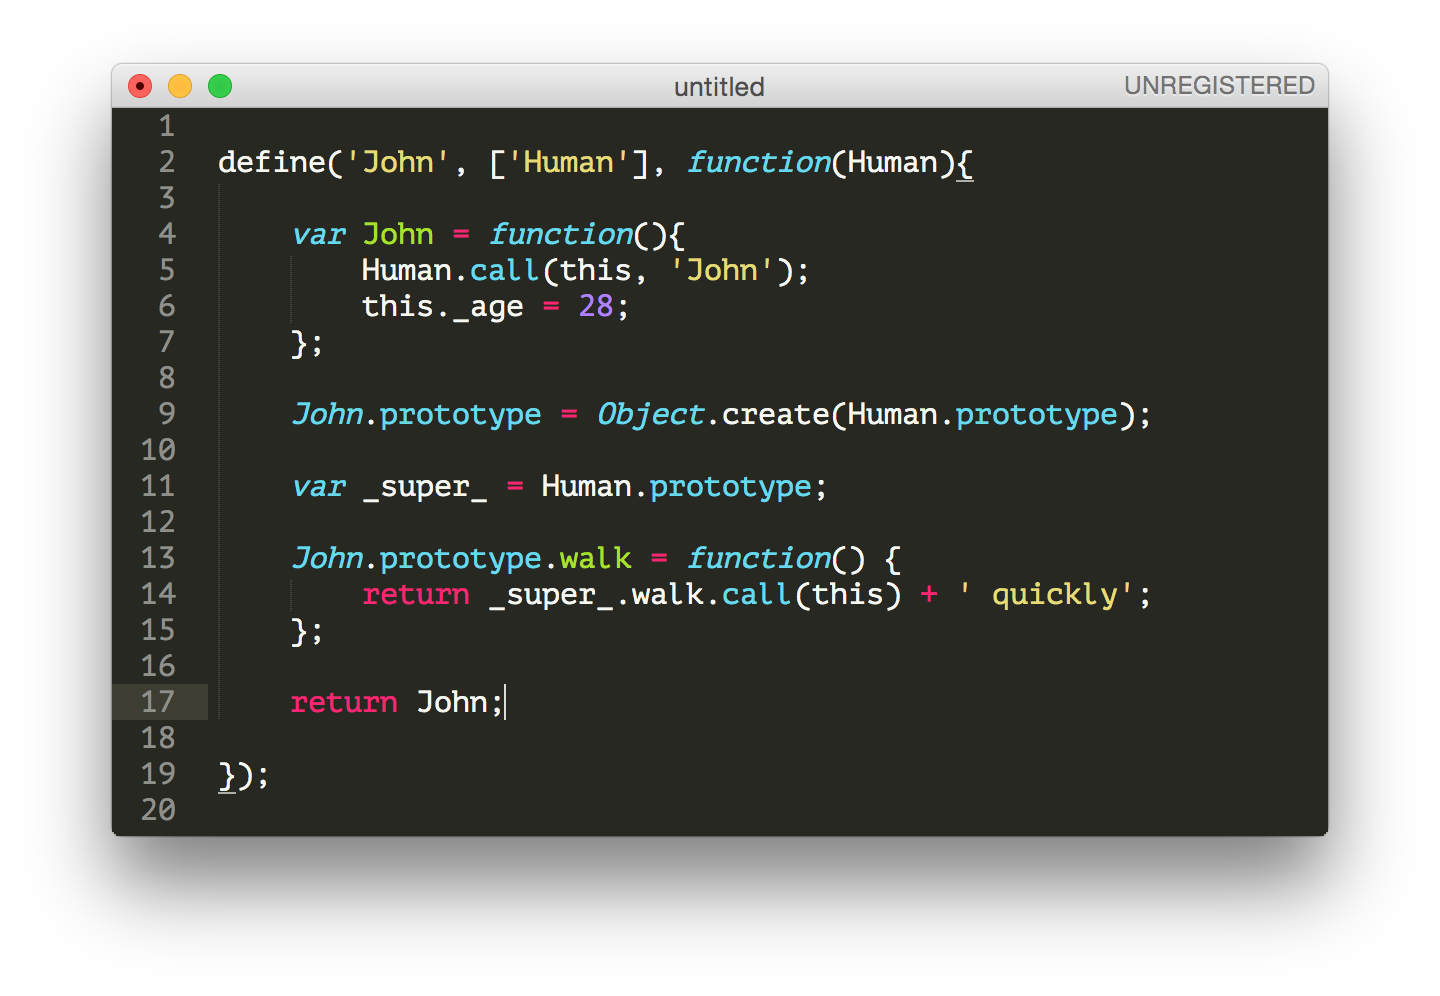 untitled UNREGISTERED
1
2 define('John', ['Human'], function(Human){
3
4     var John = function(){
5         Human.call(this, 'John');
6         this._age = 28;
7     };
8
9     John.prototype = Object.create(Human.prototype);
10
11     var _super_ = Human.prototype;
12
13     John.prototype.walk = function() {
14         return _super_.walk.call(this) + ' quickly';
15     };
16
17     return John;
18
19 });
20